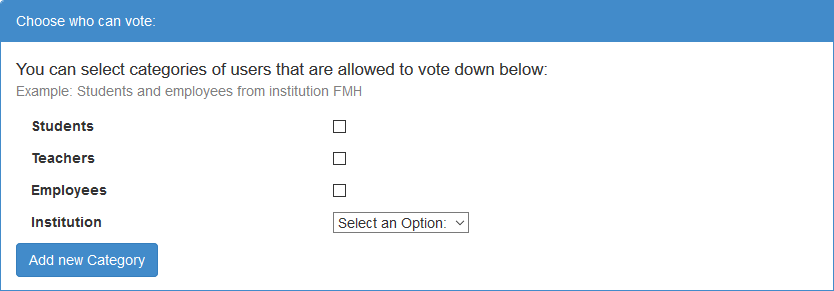 Choose who can vote:
You can select categories of users that are allowed to vote down below:
Example: Students and employees from institution FMH
Students
Teachers
Employees
Institution Select an Option:
Add new Category